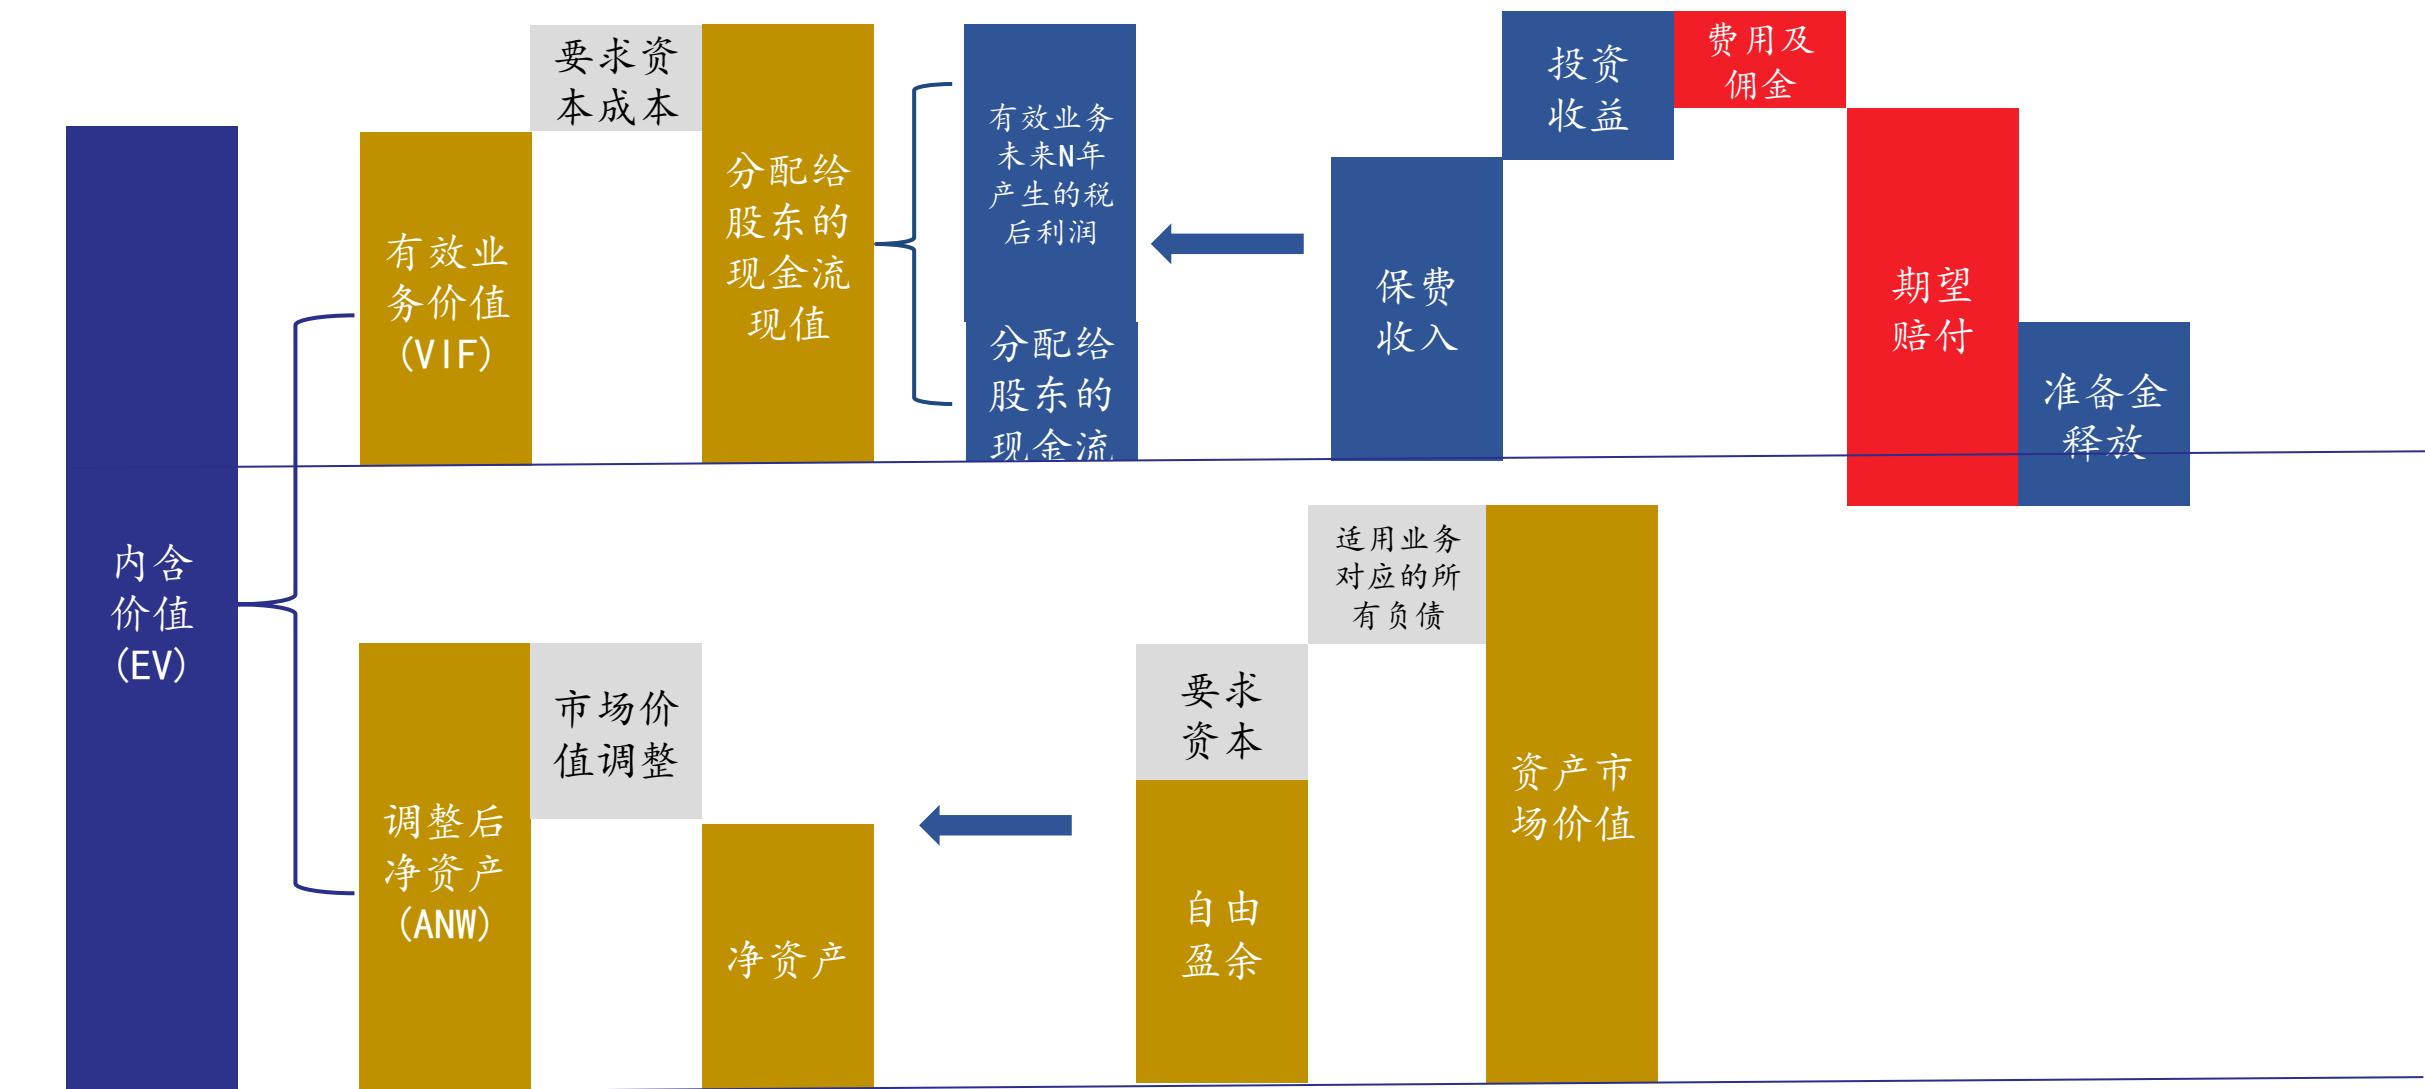 内含
价值
(EV)
有效业
务价值
(VIF)
要求资
本成本
分配给
股东的
现金流
现值
有效业务
未来N年
产生的税
后利润
分配给
股东的
现金流
保费
收入
投资
收益
费用及
佣金
期望
赔付
准备金
释放
调整后
净资产
(ANW)
市场价
值调整
净资产
要求
资本
自由
盈余
适用业务
对应的所
有负债
资产市
场价值